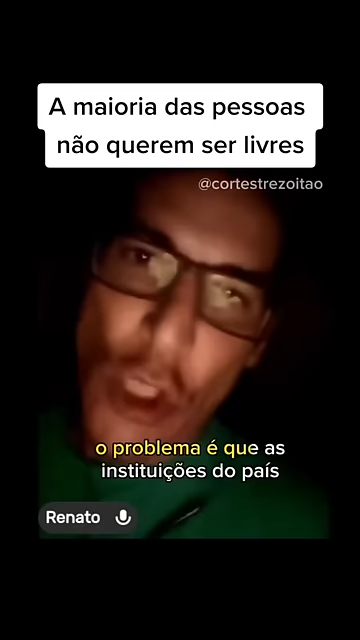 A maioria das pessoas
não querem ser livres
@cortestrezoitao
o problema é que as
instituições do país
Renato